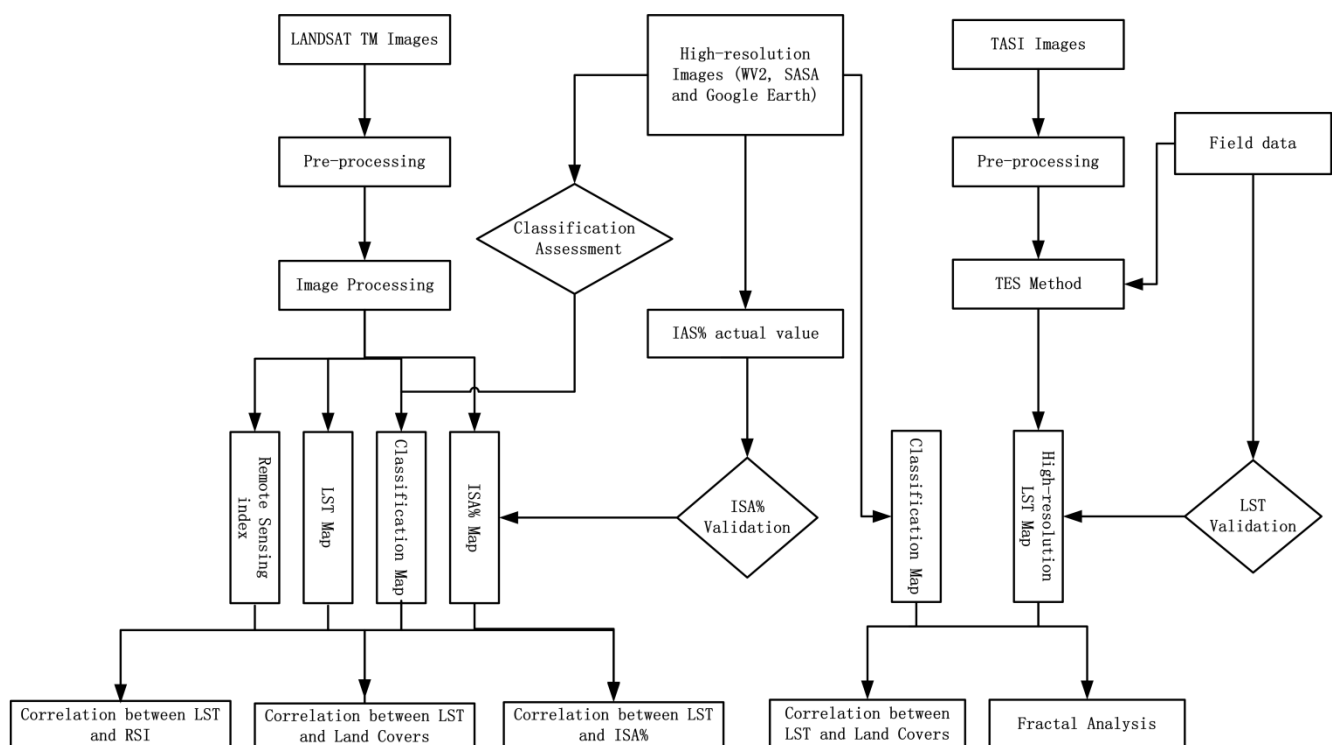 LANDSAT TM Images
High-resolution
Images (WV2, SASA
and Google Earth)
TASI Images
Pre-processing
Pre-processing
Field data
Classification
Assessment
Image Processing
TES Method
IAS% actual value
Remote Sensing
index
LST Map
Classification Map
ISA% Map
ISA%
Validation
Classification Map
High-resolution
LST Map
LST
Validation
Correlation between LST
and RSI
Correlation between LST
and Land Covers
Correlation between LST
and ISA%
Correlation between
LST and Land Covers
Fractal Analysis